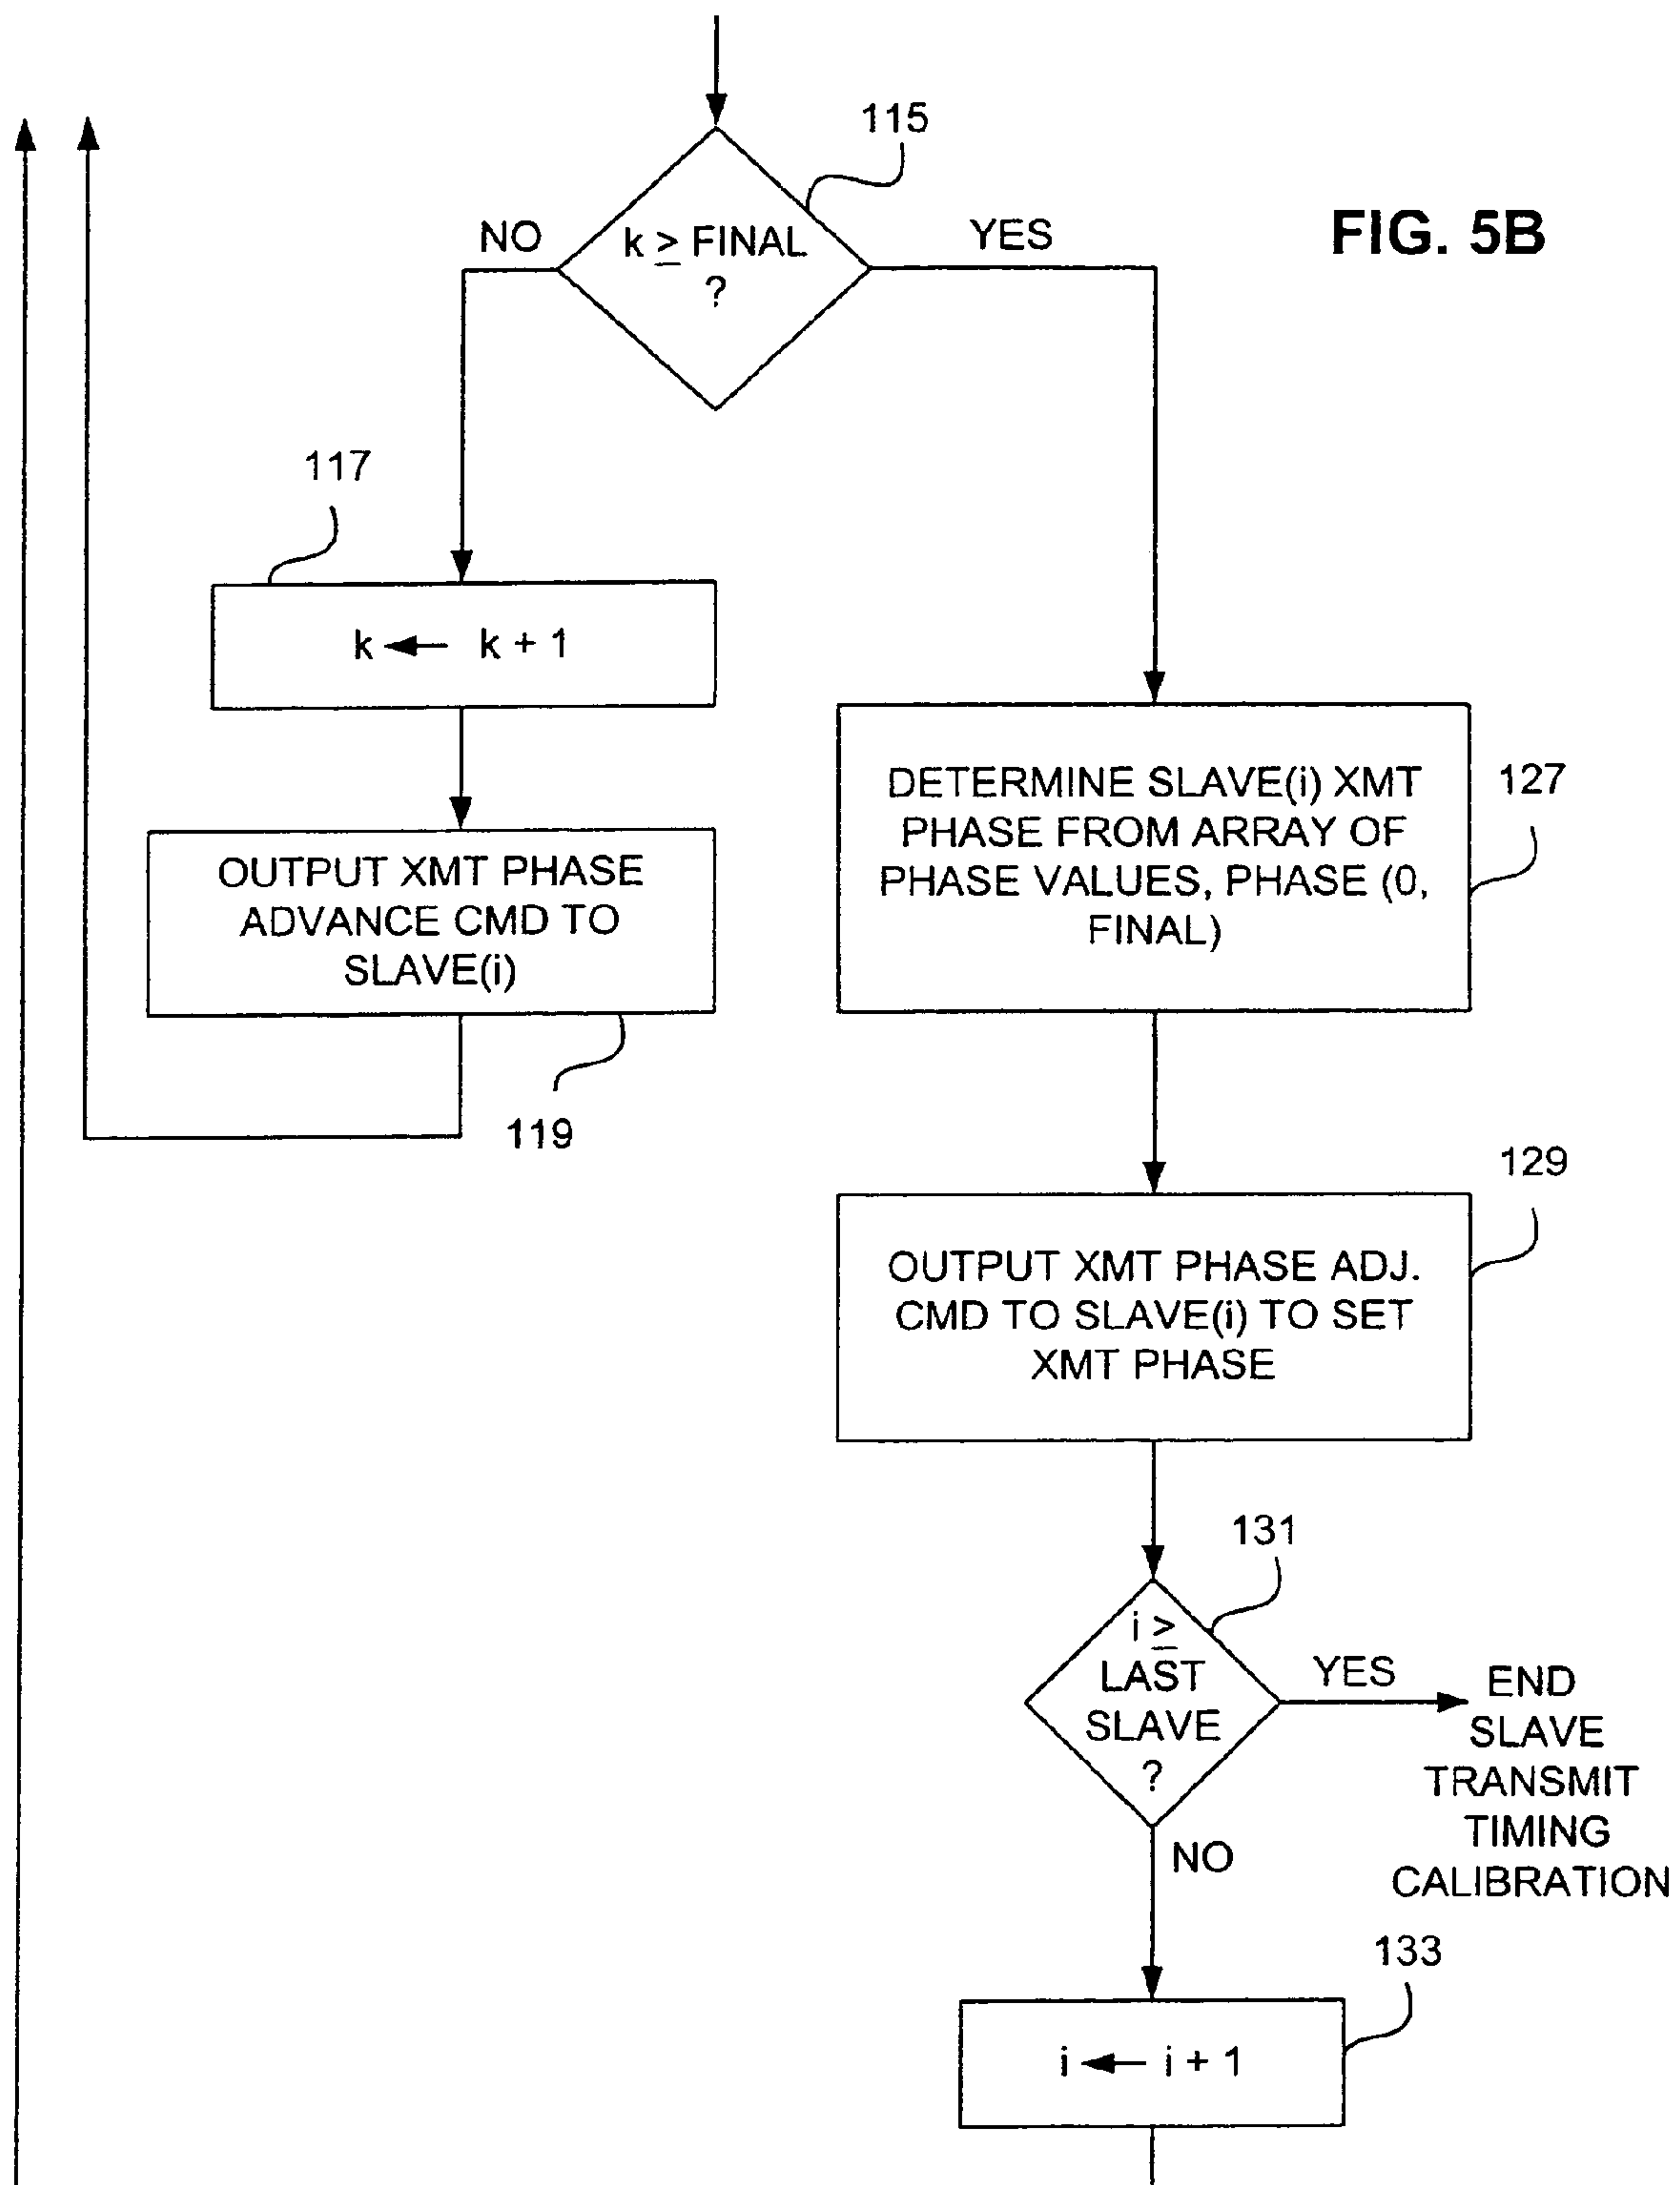 115
FIG. 5B
NO
k ≥ FINAL
?
YES
117
k ← k + 1
OUTPUT XMT PHASE
ADVANCE CMD TO
SLAVE(i)
119
DETERMINE SLAVE(i) XMT
PHASE FROM ARRAY OF
PHASE VALUES, PHASE (0,
FINAL)
127
129
OUTPUT XMT PHASE ADJ.
CMD TO SLAVE(i) TO SET
XMT PHASE
131
i ≥
LAST
SLAVE
?
YES
END
SLAVE
TRANSMIT
TIMING
CALIBRATION
NO
133
i ← i + 1